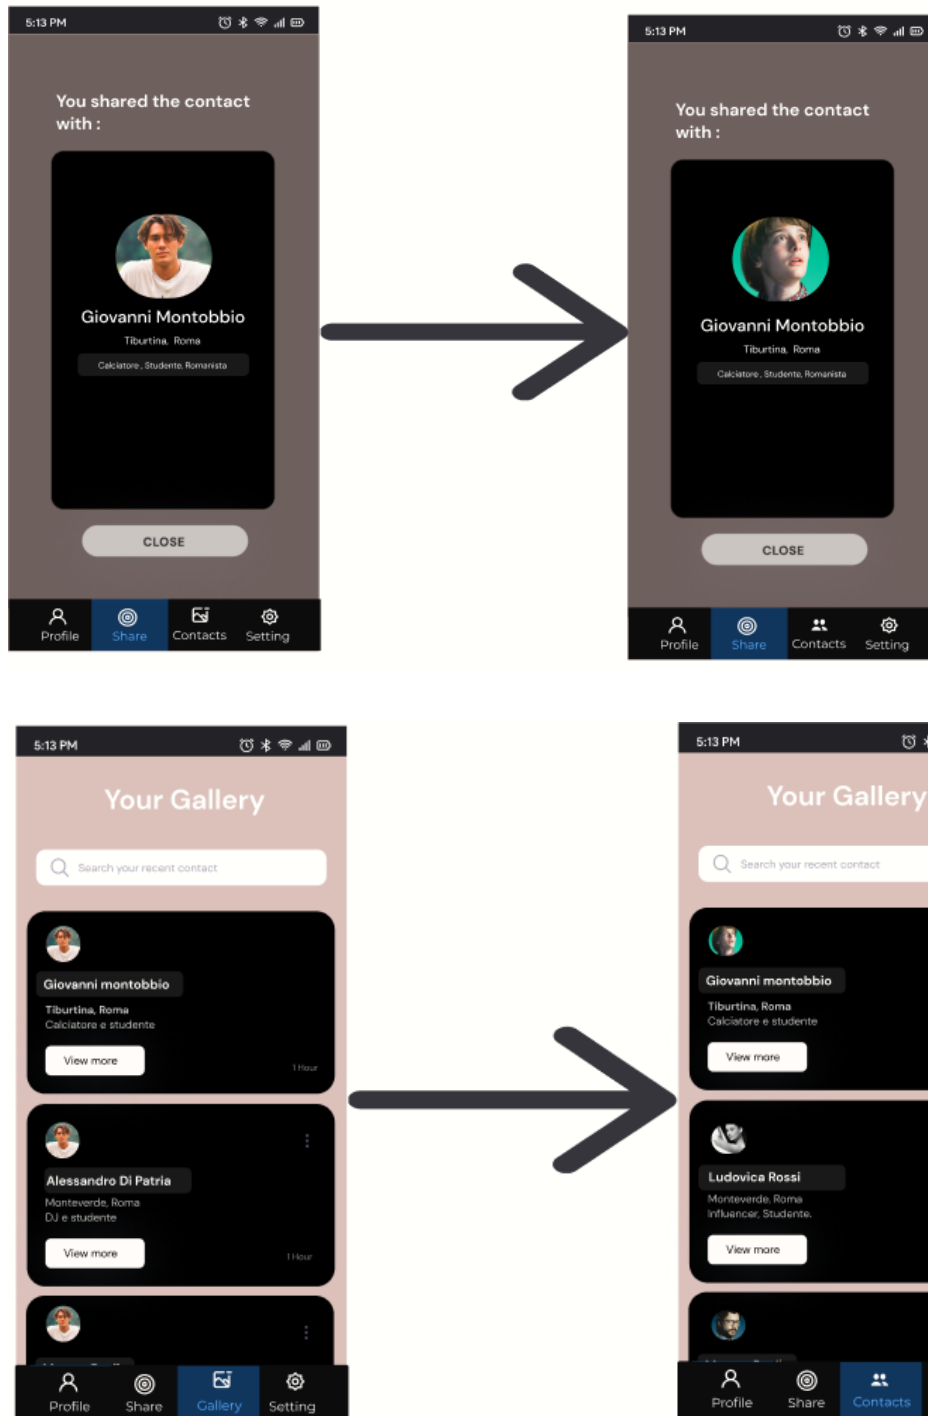 5:13 PM
You shared the contact
with :
Giovanni Montobbio
Tiburtina, Roma
Calciatore , Studente, Romanista
CLOSE
Profile Share Contacts Setting
5:13 PM
You shared the contact
with :
Giovanni Montobbio
Tiburtina, Roma
Calciatore , Studente, Romanista
CLOSE
Profile Share Contacts Setting
5:13 PM
Your Gallery
Search your recent contact
Giovanni montobbio
Tiburtina, Roma
Calciatore e studente
View more
1 Hour
Alessandro Di Patria
Monteverde, Roma
DJ e studente
View more
1 Hour
Profile Share Gallery Setting
5:13 PM
Your Gallery
Search your recent contact
Giovanni montobbio
Tiburtina, Roma
Calciatore e studente
View more
Ludovica Rossi
Monteverde, Roma
Influencer, Studente.
View more
Profile Share Contacts